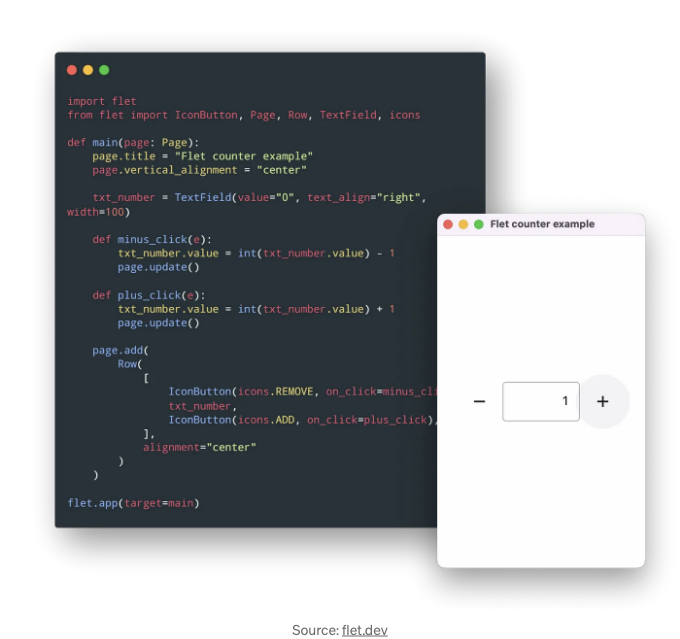 import flet
from flet import IconButton, Page, Row, TextField, icons
def main(page: Page):
    page.title = "Flet counter example"
    page.vertical_alignment = "center"
    txt_number = TextField(value="0", text_align="right",
width=100)
    def minus_click(e):
        txt_number.value = int(txt_number.value) - 1
        page.update()
    def plus_click(e):
        txt_number.value = int(txt_number.value) + 1
        page.update()
    page.add(
        Row(
            [
                IconButton(icons.REMOVE, on_click=minus_cli
                txt_number,
                IconButton(icons.ADD, on_click=plus_click),
            ],
            alignment="center"
        )
    )
flet.app(target=main)
Flet counter example
− 1 +
Source: flet.dev